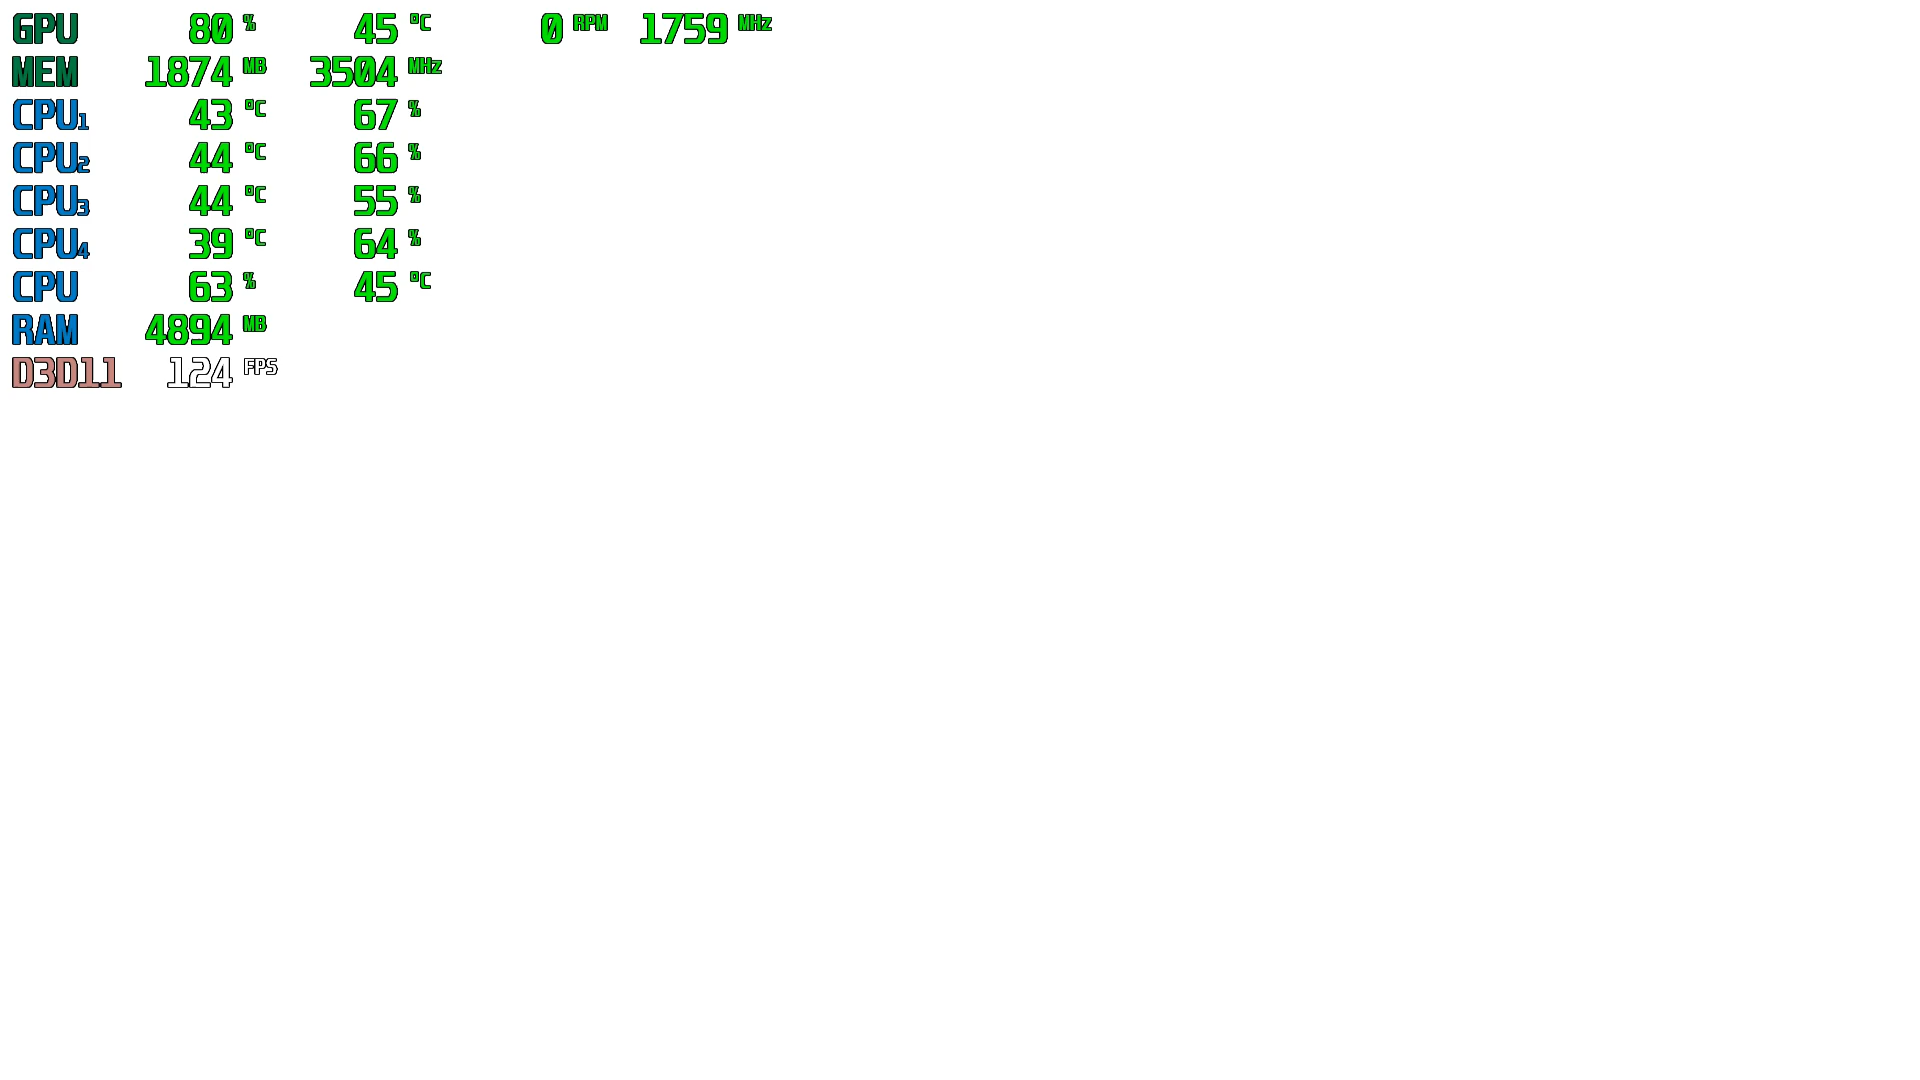 GPU 80 % 45 °C 0 RPM 1759 MHz
MEM 1874 MB 3504 MHz
CPU1 43 °C 67 %
CPU2 44 °C 66 %
CPU3 44 °C 55 %
CPU4 39 °C 64 %
CPU 63 % 45 °C
RAM 4894 MB
D3D11 124 FPS